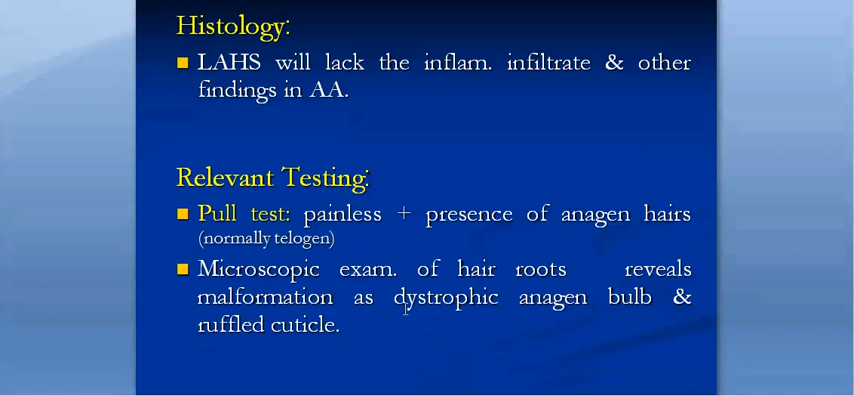 Histology:
LAHS will lack the inflam. infiltrate & other
findings in AA.
Relevant Testing:
Pull test: painless + presence of anagen hairs
(normally telogen)
Microscopic exam. of hair roots reveals
malformation as dystrophic anagen bulb &
ruffled cuticle.